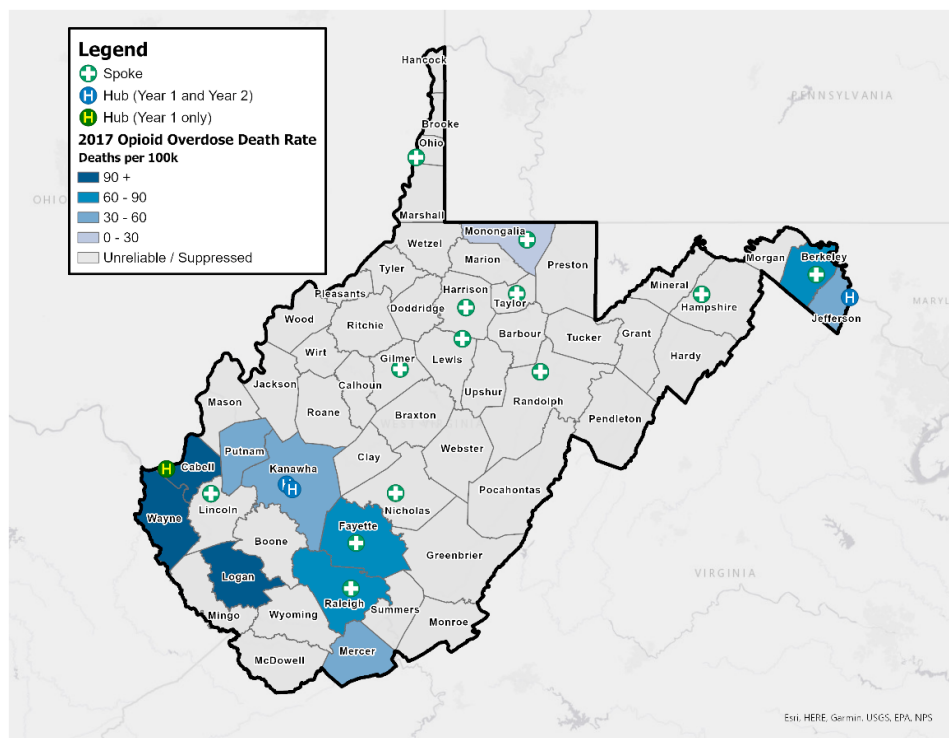 Legend
Spoke
Hub (Year 1 and Year 2)
Hub (Year 1 only)
2017 Opioid Overdose Death Rate
Deaths per 100k
90 +
60 - 90
30 - 60
0 - 30
Unreliable / Suppressed
Hancock
PENNSYLVANIA
Brooke
Ohio
OHIO
Marshall
Monongalia
Wetzel
Marion
Preston
Morgan
Berkeley
Tyler
Mineral
Pleasants
Harrison
Taylor
Hampshire
MARYL
Doddridge
Jefferson
Wood
Ritchie
Barbour
Tucker
Grant
Wirt
Gilmer
Lewis
Hardy
Jackson
Calhoun
Upshur
Mason
Roane
Randolph
Braxton
Pendleton
WEST VIRGINIA
Putnam
Webster
Cabell
Kanawha
Clay
Pocahontas
Wayne
Lincoln
Nicholas
Fayette
Boone
Greenbrier
VIRGINIA
Logan
Raleigh
Summers
Mingo
Wyoming
Monroe
Mercer
McDowell
Esri, HERE, Garmin, USGS, EPA, NPS